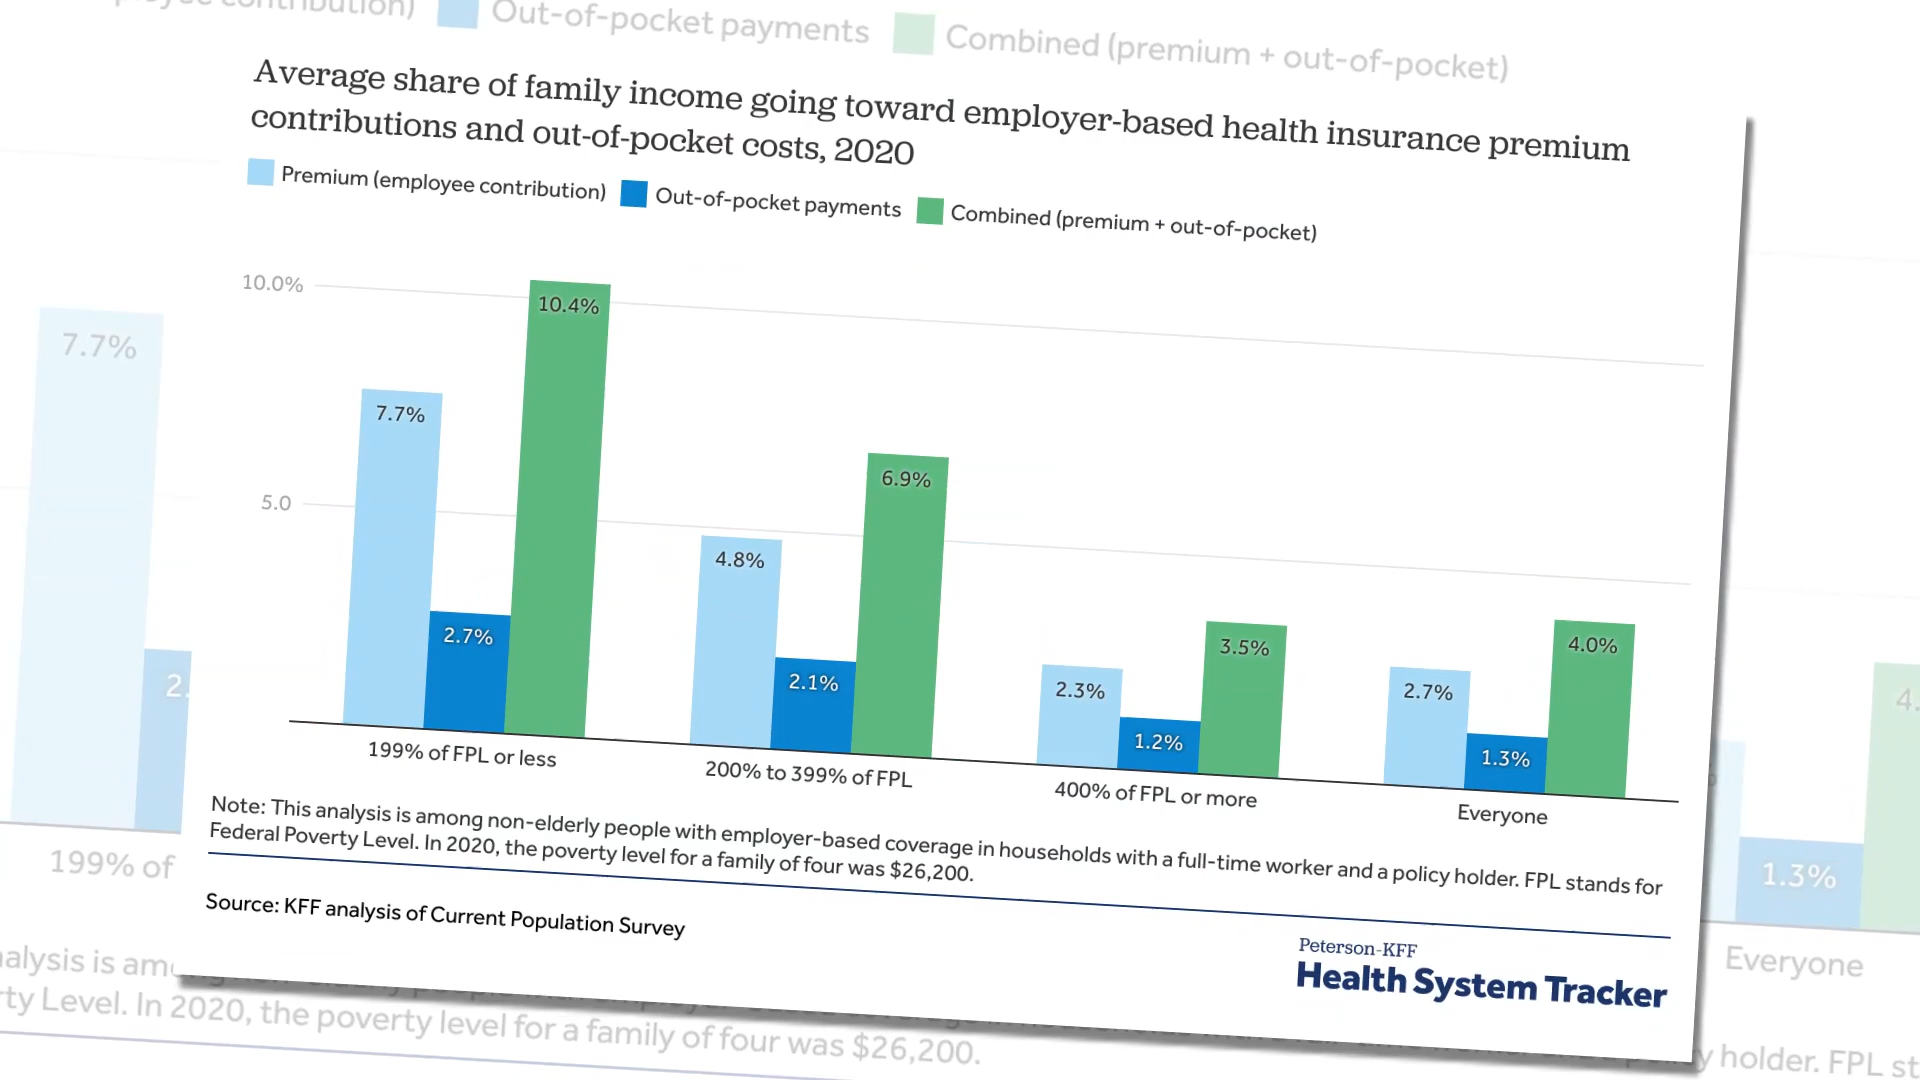 Out-of-pocket payments
Combined (premium + out-of-pocket)
Average share of family income going toward employer-based health insurance premium
contributions and out-of-pocket costs, 2020
Premium (employee contribution)
Out-of-pocket payments
Combined (premium + out-of-pocket)
10.0%
5.0
7.7%
2.7%
10.4%
4.8%
2.1%
6.9%
2.3%
1.2%
3.5%
2.7%
1.3%
4.0%
199% of FPL or less
200% to 399% of FPL
400% of FPL or more
Everyone
Note: This analysis is among non-elderly people with employer-based coverage in households with a full-time worker and a policy holder. FPL stands for
Federal Poverty Level. In 2020, the poverty level for a family of four was $26,200.
Source: KFF analysis of Current Population Survey
Peterson-KFF
Health System Tracker
7.7%
2.
199% of
1.3%
4.
Everyone
alysis is am
rty Level. In 2020, the poverty level for a family of four was $26,200.
y holder. FPL st